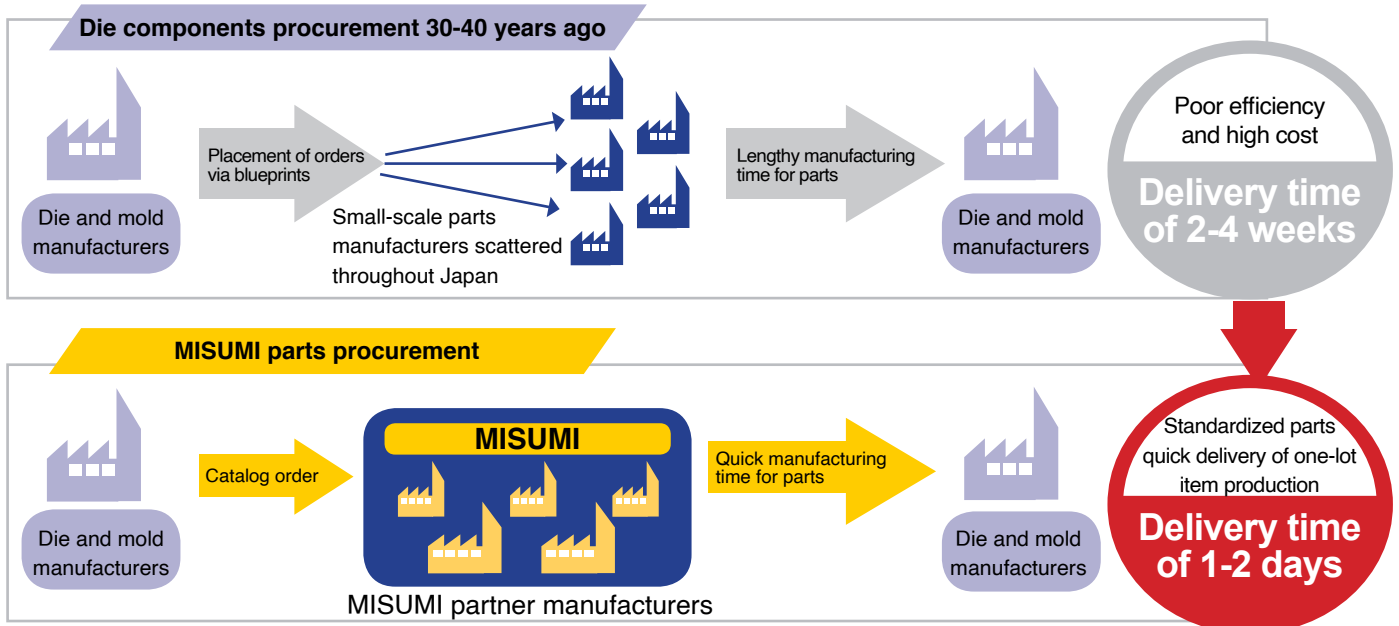 Die components procurement 30-40 years ago
Die and mold
manufacturers
Placement of orders
via blueprints
Small-scale parts
manufacturers scattered
throughout Japan
Lengthy manufacturing
time for parts
Die and mold
manufacturers
Poor efficiency
and high cost
Delivery time
of 2-4 weeks
MISUMI parts procurement
Die and mold
manufacturers
Catalog order
MISUMI
MISUMI partner manufacturers
Quick manufacturing
time for parts
Die and mold
manufacturers
Standardized parts
quick delivery of one-lot
item production
Delivery time
of 1-2 days